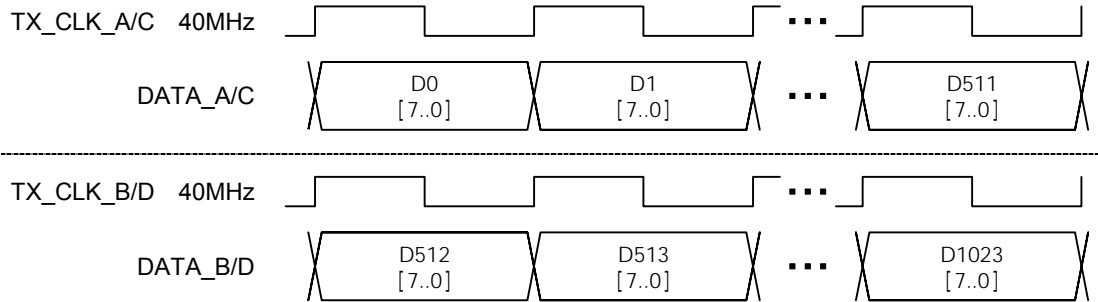 TX_CLK_A/C 40MHz
DATA_A/C
D0
[7..0]
D1
[7..0]
D511
[7..0]
TX_CLK_B/D 40MHz
DATA_B/D
D512
[7..0]
D513
[7..0]
D1023
[7..0]